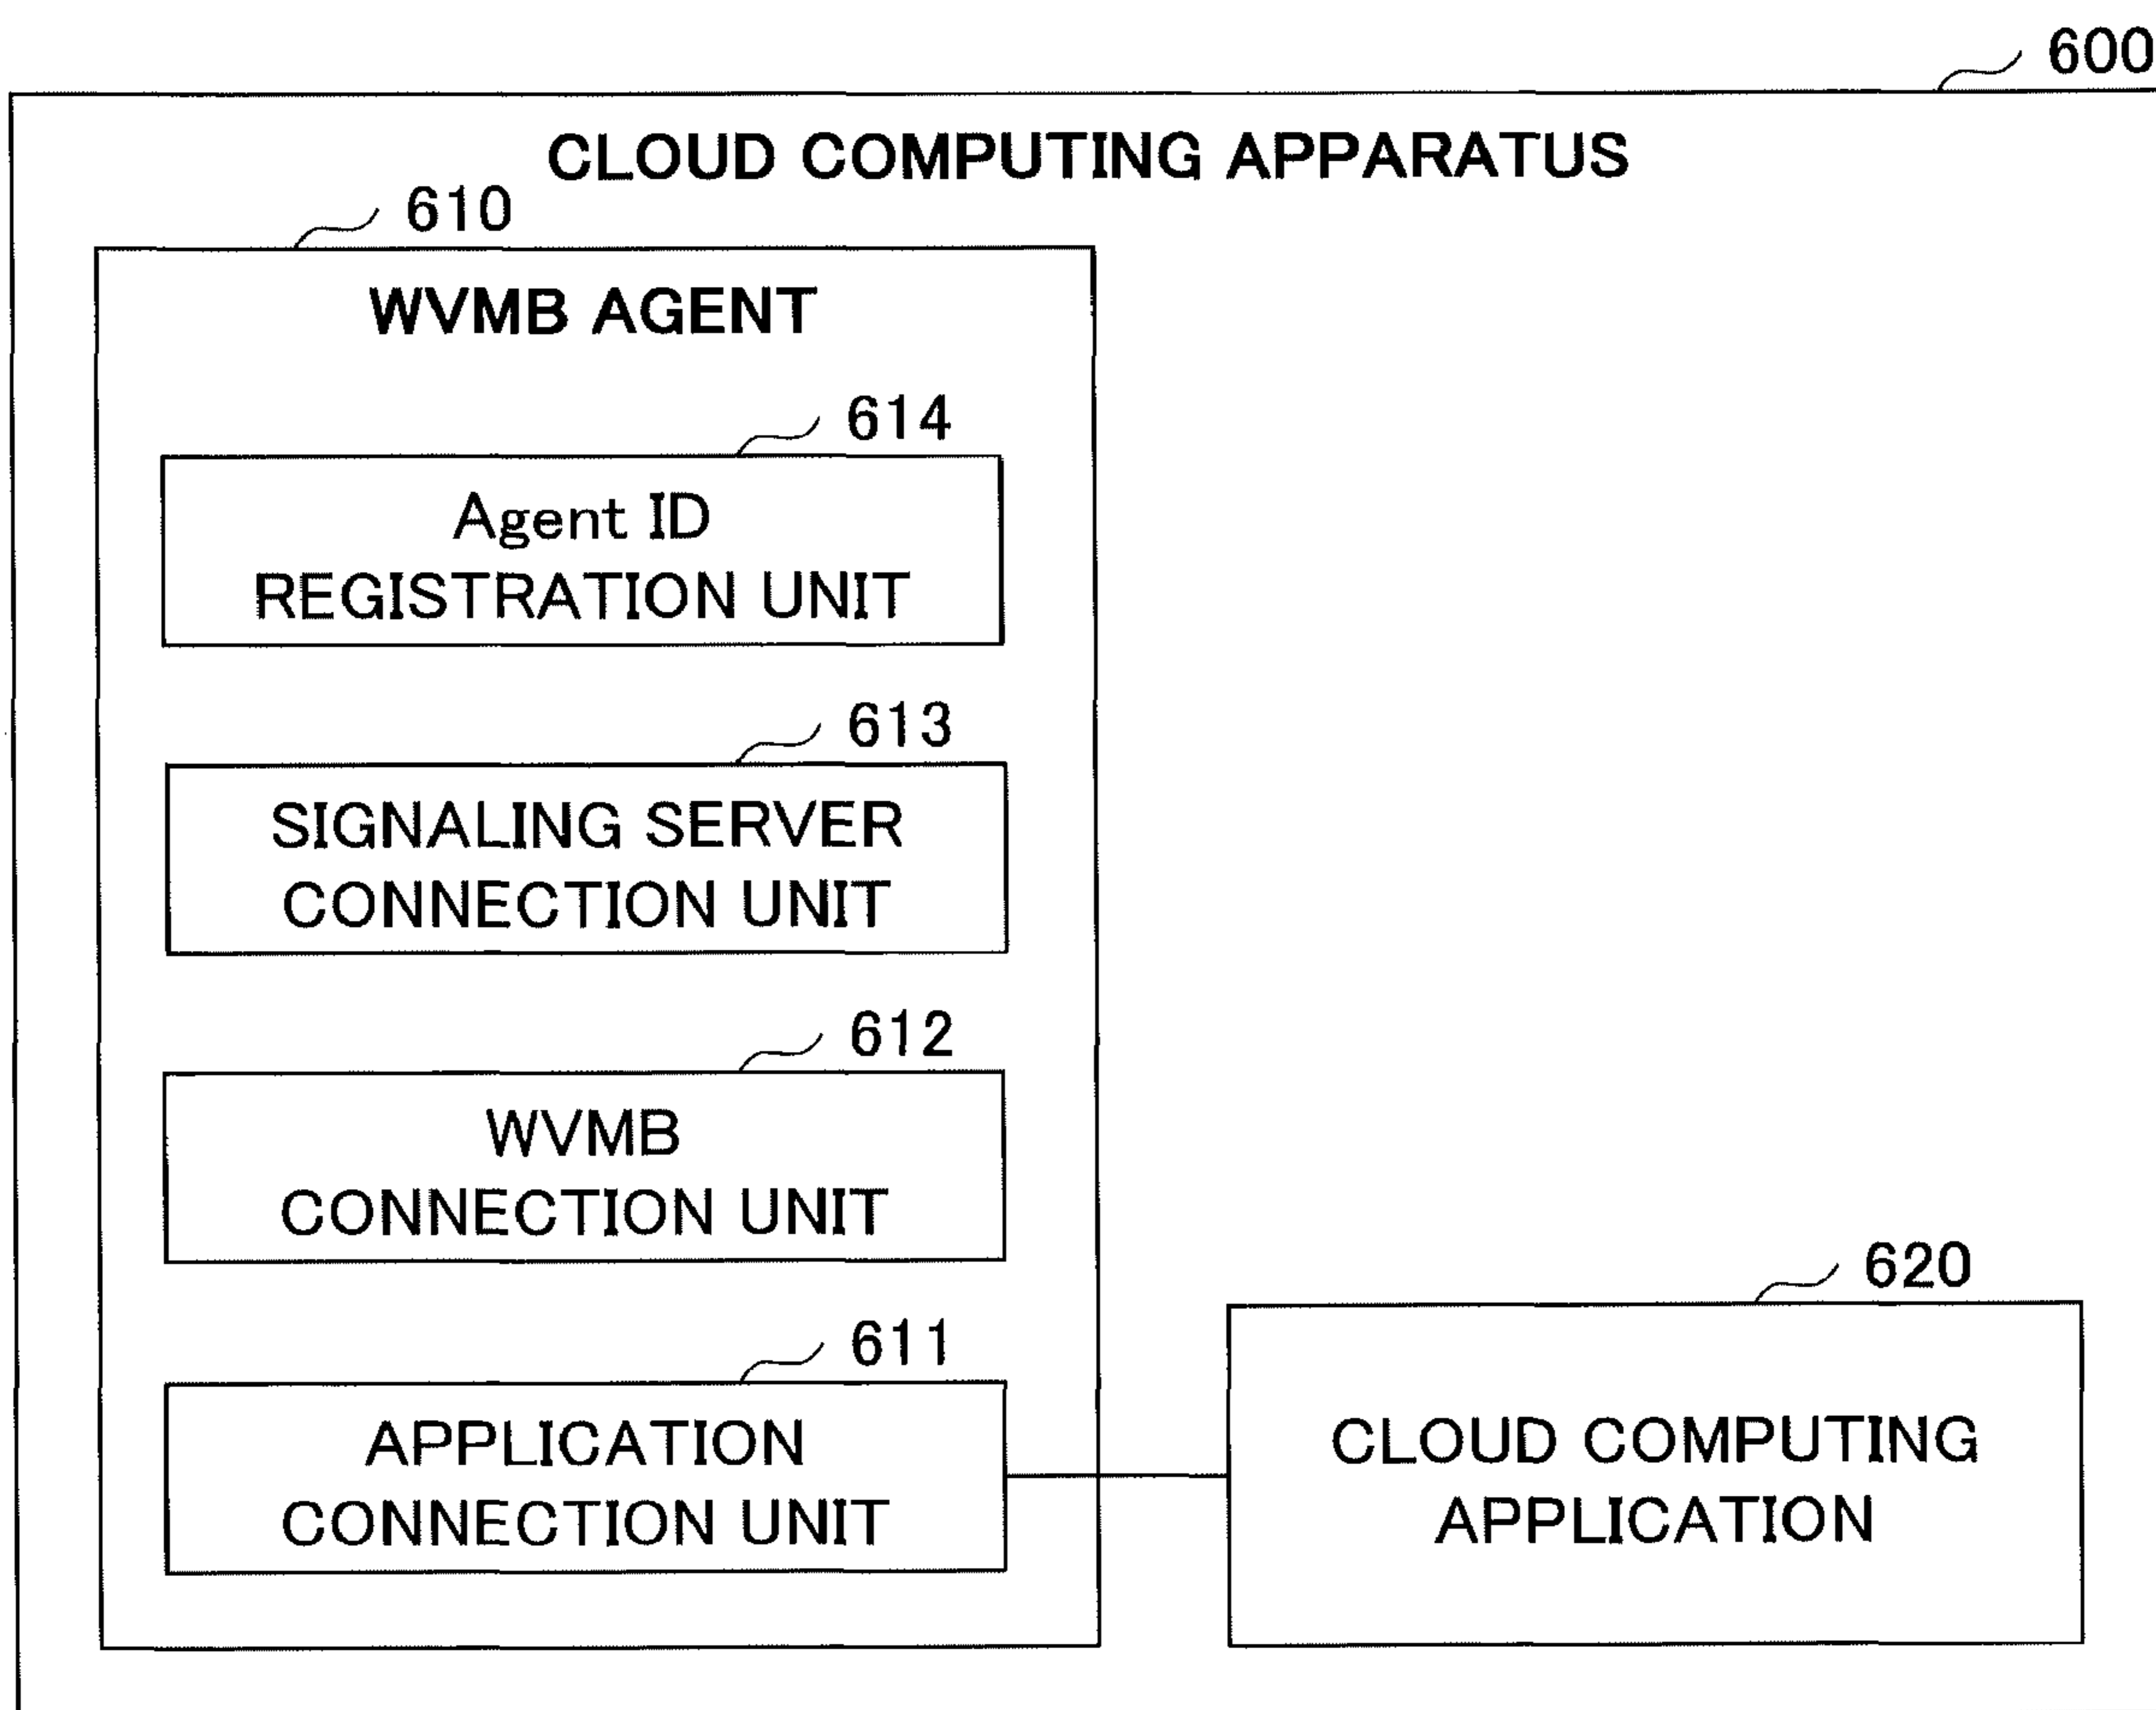 600
CLOUD COMPUTING APPARATUS
610
WVMB AGENT
614
Agent ID
REGISTRATION UNIT
613
SIGNALING SERVER
CONNECTION UNIT
612
WVMB
CONNECTION UNIT
611
APPLICATION
CONNECTION UNIT
620
CLOUD COMPUTING
APPLICATION